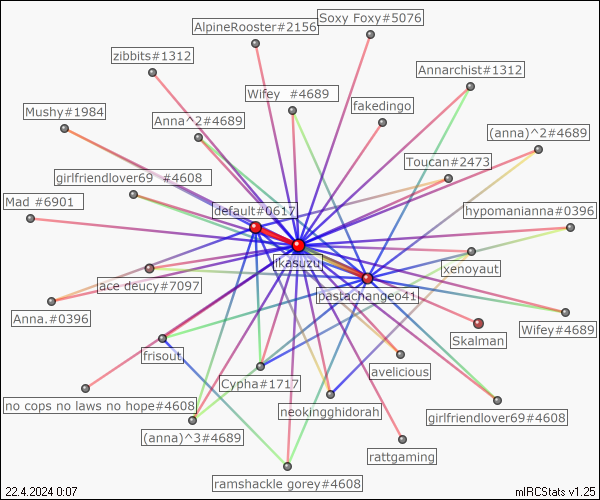 Soxy Foxy#5076
AlpineRooster#2156
zibbits#1312
Annarchist#1312
Wifey  #4689
fakedingo
Mushy#1984
Anna^2#4689
(anna)^2#4689
Toucan#2473
girlfriendlover69  #4608
Mad  #6901
default#0617
hypomanianna#0396
ikasuzu
xenoyaut
ace deucy#7097
pastachangeo41
Anna.#0396
Wifey#4689
Skalman
frisout
avelicious
Cypha#1717
no cops no laws no hope#4608
neokingghidorah
girlfriendlover69#4608
(anna)^3#4689
rattgaming
ramshackle gorey#4608
22.4.2024 0:07
mIRCStats v1.25